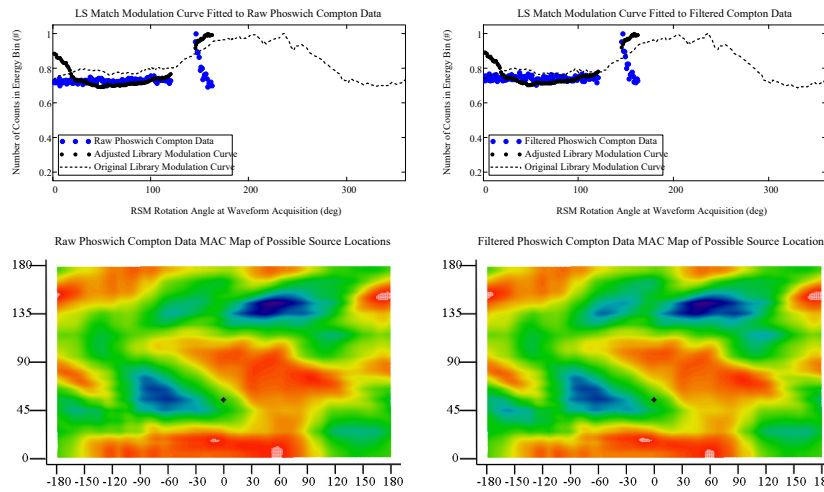 LS Match Modulation Curve Fitted to Raw Phoswich Compton Data
Number of Counts in Energy Bin (#)
1
0.8
0.6
0.4
0.2
Raw Phoswich Compton Data
Adjusted Library Modulation Curve
Original Library Modulation Curve
0 100 200 300
RSM Rotation Angle at Waveform Acquisition (deg)
LS Match Modulation Curve Fitted to Filtered Compton Data
Number of Counts in Energy Bin (#)
1
0.8
0.6
0.4
0.2
Filtered Phoswich Compton Data
Adjusted Library Modulation Curve
Original Library Modulation Curve
0 100 200 300
RSM Rotation Angle at Waveform Acquisition (deg)
Raw Phoswich Compton Data MAC Map of Possible Source Locations
180
135
90
45
0
-180 -150 -120 -90 -60 -30 0 30 60 90 120 150 180
Filtered Phoswich Compton Data MAC Map of Possible Source Location
180
135
90
45
0
-180 -150 -120 -90 -60 -30 0 30 60 90 120 150 180